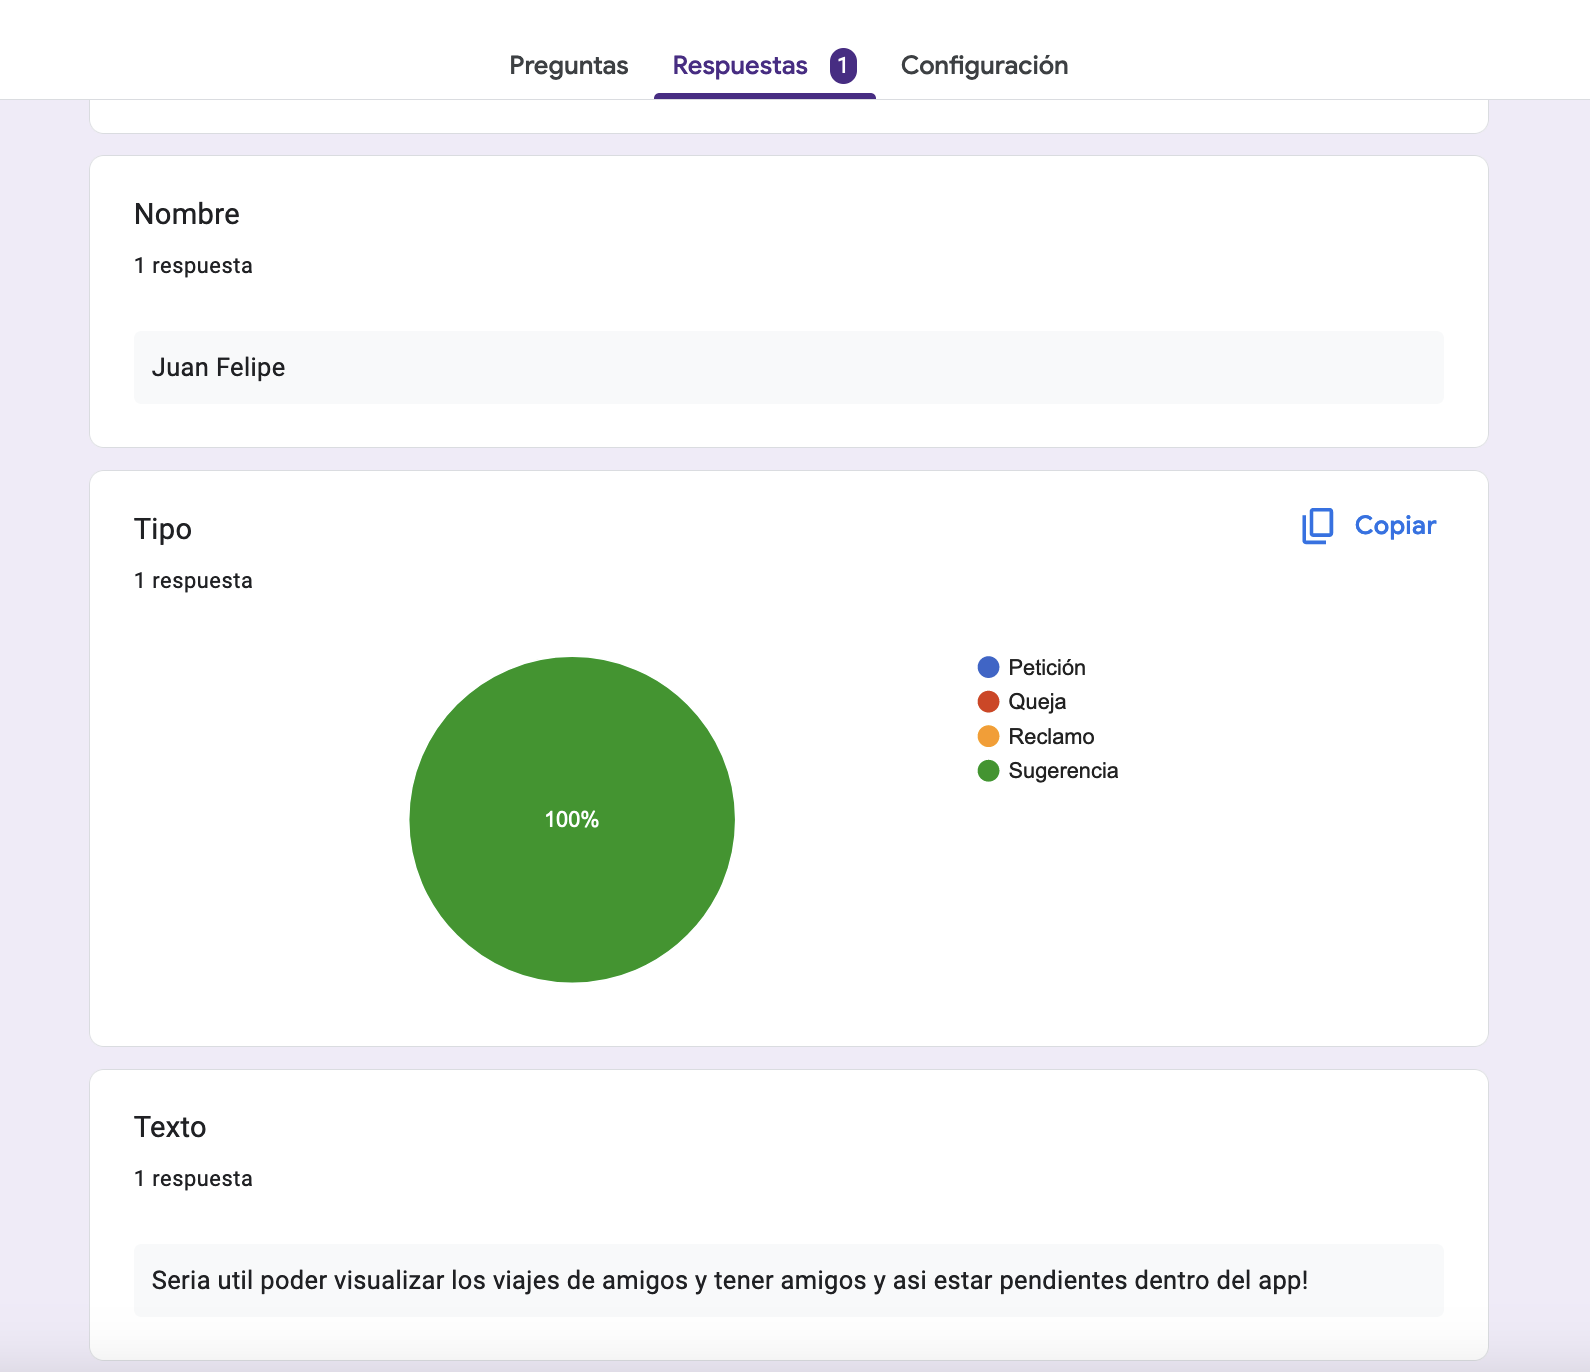 Preguntas
Respuestas 1
Configuración
Nombre
1 respuesta
Juan Felipe
Tipo
Copiar
1 respuesta
100%
Petición
Queja
Reclamo
Sugerencia
Texto
1 respuesta
Seria util poder visualizar los viajes de amigos y tener amigos y asi estar pendientes dentro del app!